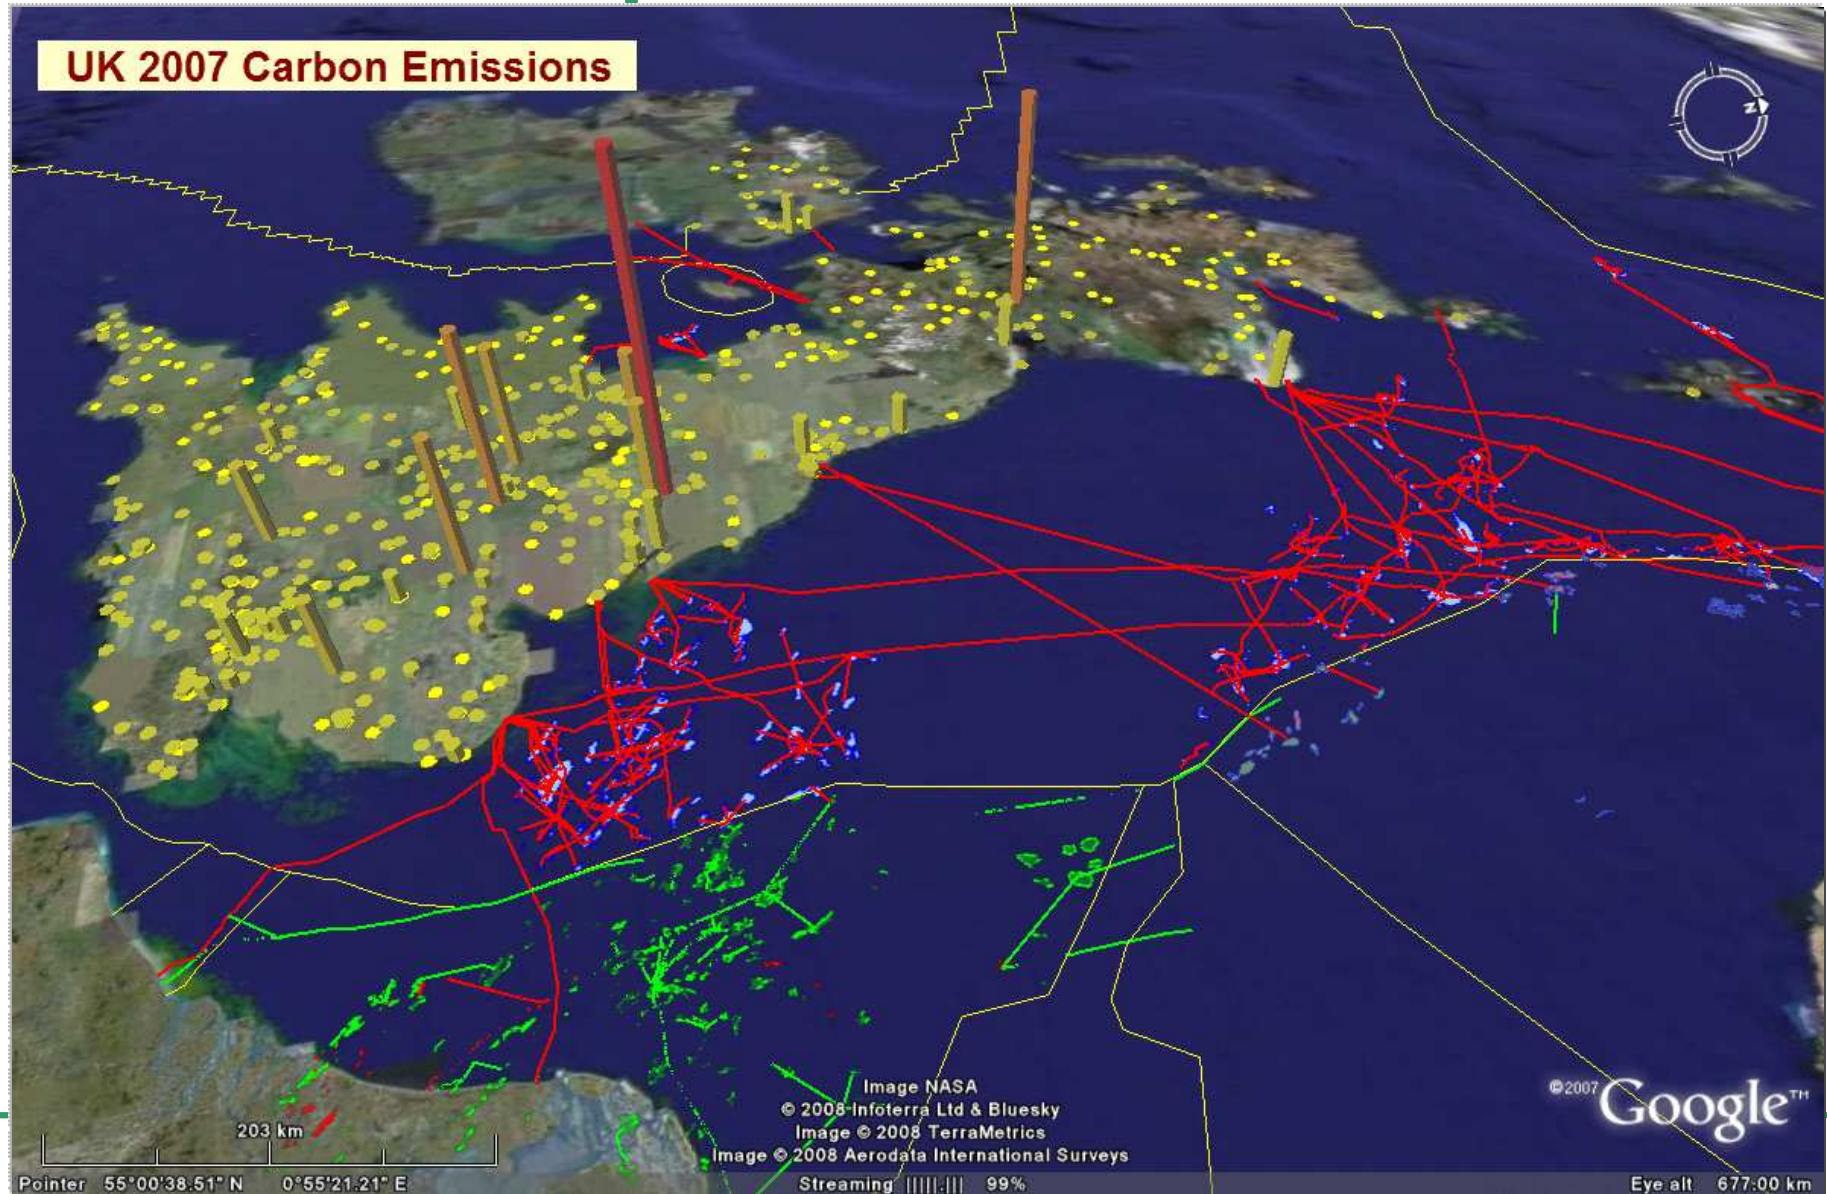 UK 2007 Carbon Emissions
N
Image NASA
© 2008 Infoterra Ltd & Bluesky
Image © 2008 TerraMetrics
Image © 2008 Aerodata International Surveys
©2007 Google™
203 km
Pointer 55°00'38.51" N 0°55'21.21" E Streaming |||||.||| 99% Eye alt 677.00 km